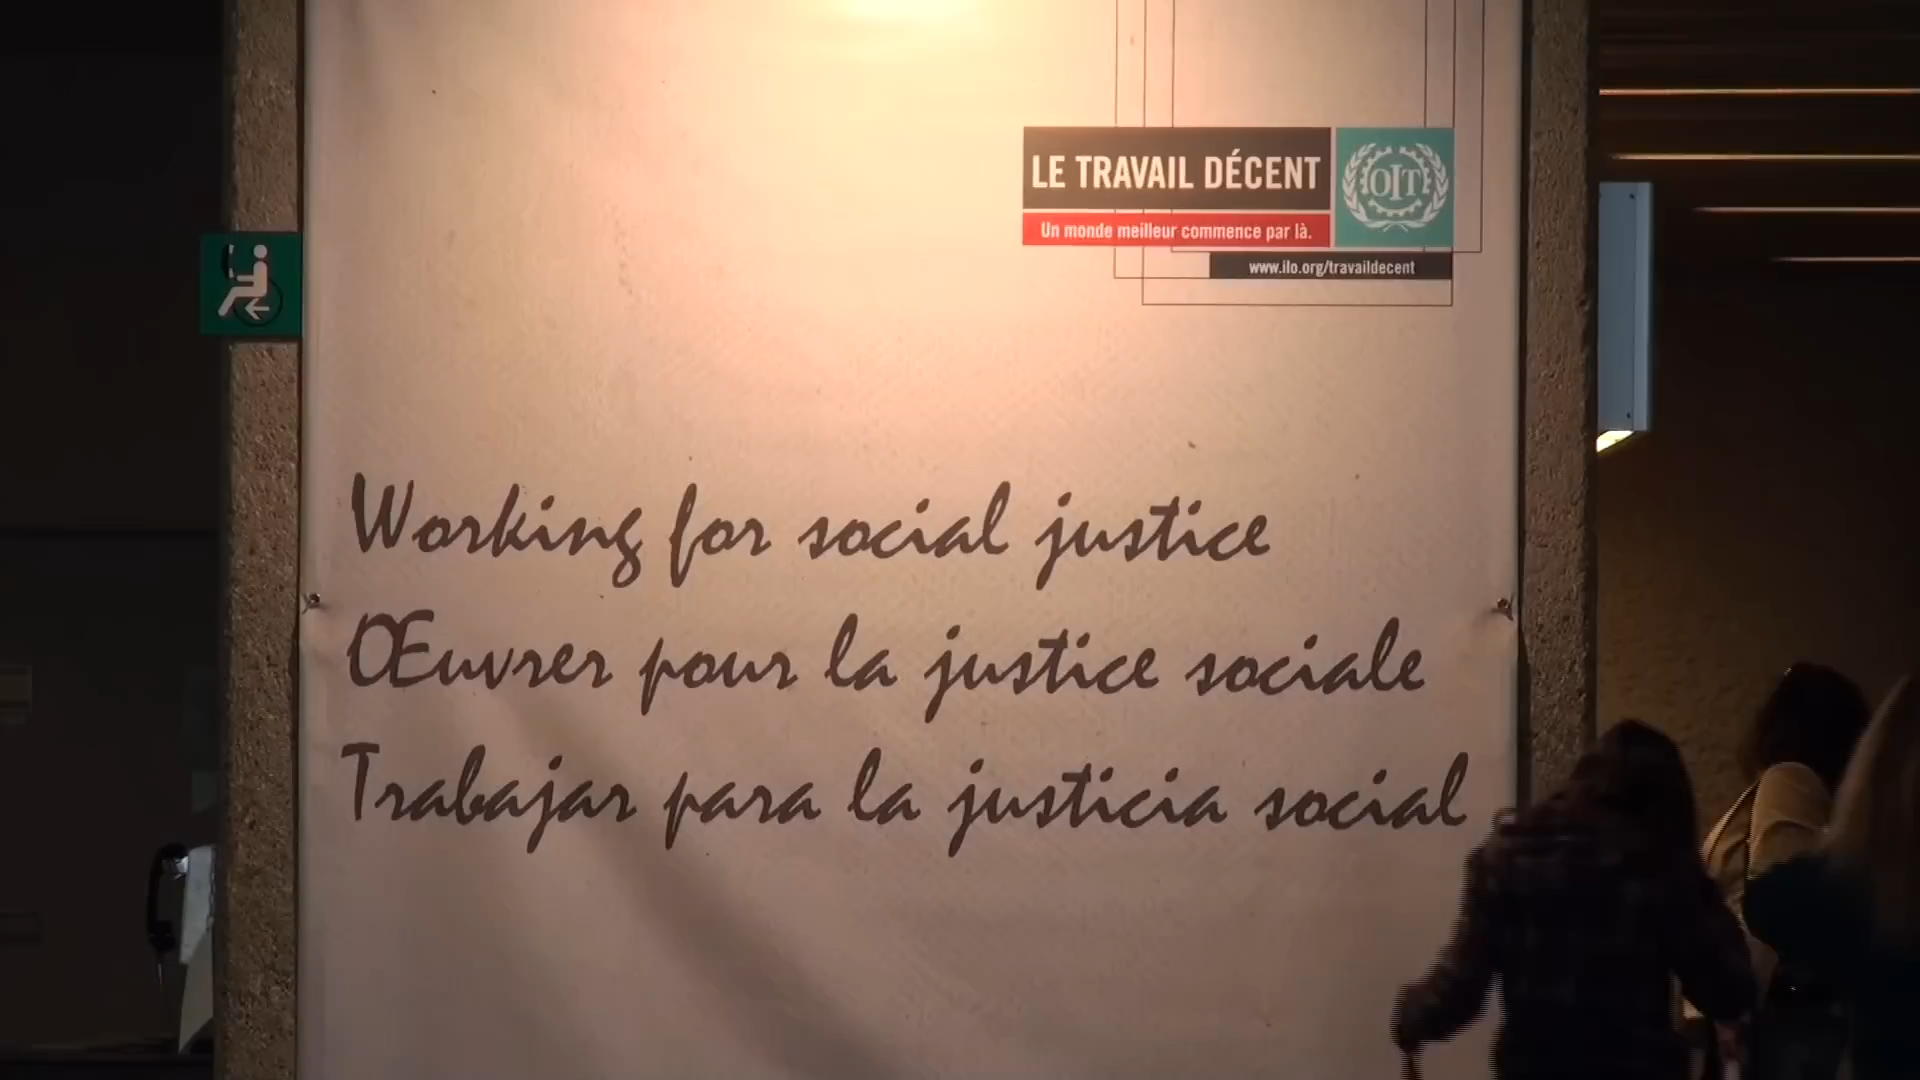 LE TRAVAIL DÉCENT
OIT
Un monde meilleur commence par là.
www.ilo.org/travaildecent
Working for social justice
Œuvrer pour la justice sociale
Trabajar para la justicia social